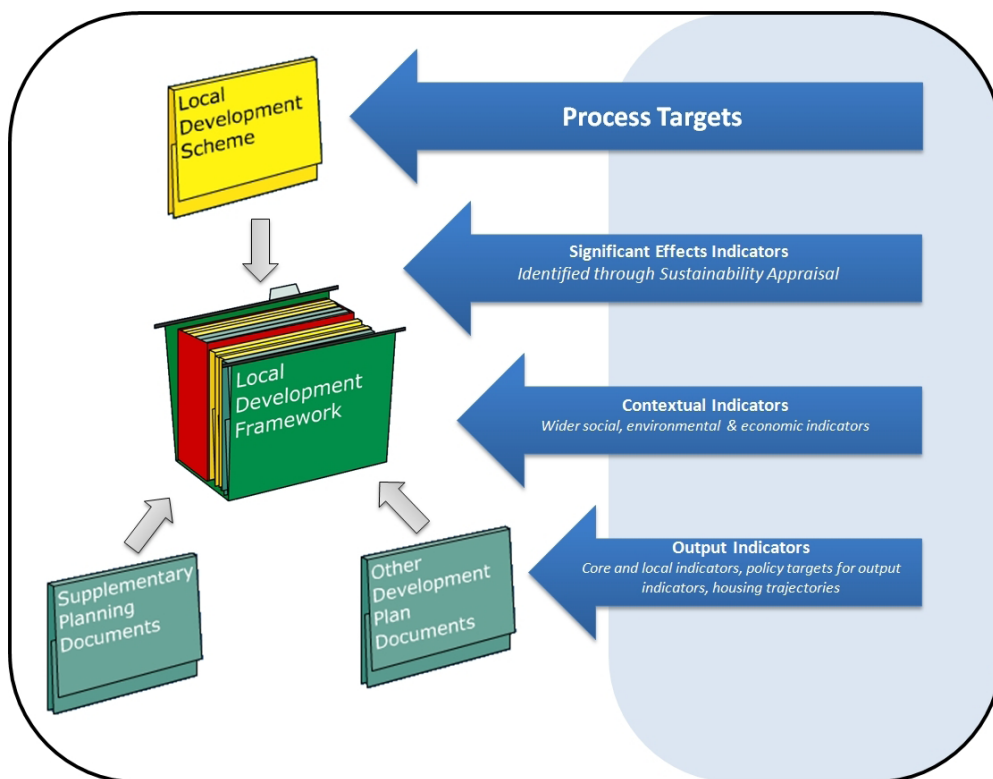 Local
Development
Scheme
Process Targets
Significant Effects Indicators
Identified through Sustainability Appraisal
Local
Development
Framework
Contextual Indicators
Wider social, environmental & economic indicators
Supplementary
Planning
Documents
Other
Development
Plan
Documents
Output Indicators
Core and local indicators, policy targets for output
indicators, housing trajectories